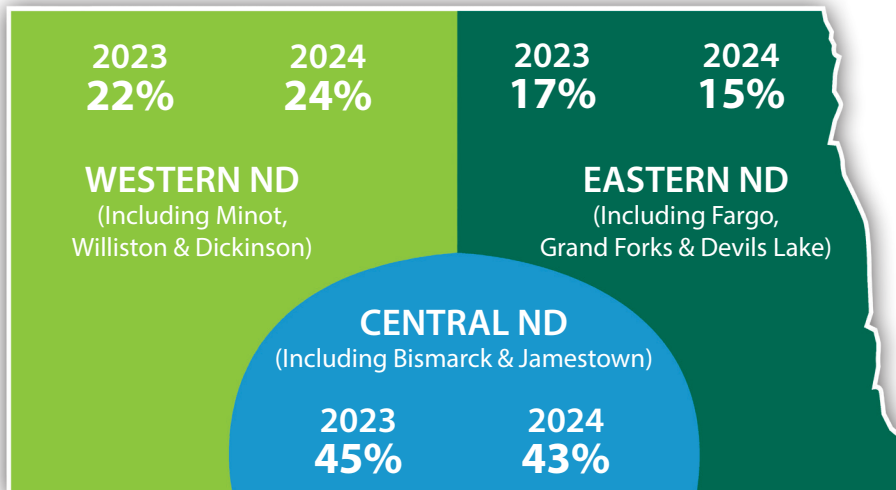 2023 2024
22% 24%
WESTERN ND
(Including Minot,
Williston & Dickinson)
2023 2024
17% 15%
EASTERN ND
(Including Fargo,
Grand Forks & Devils Lake)
CENTRAL ND
(Including Bismarck & Jamestown)
2023 2024
45% 43%